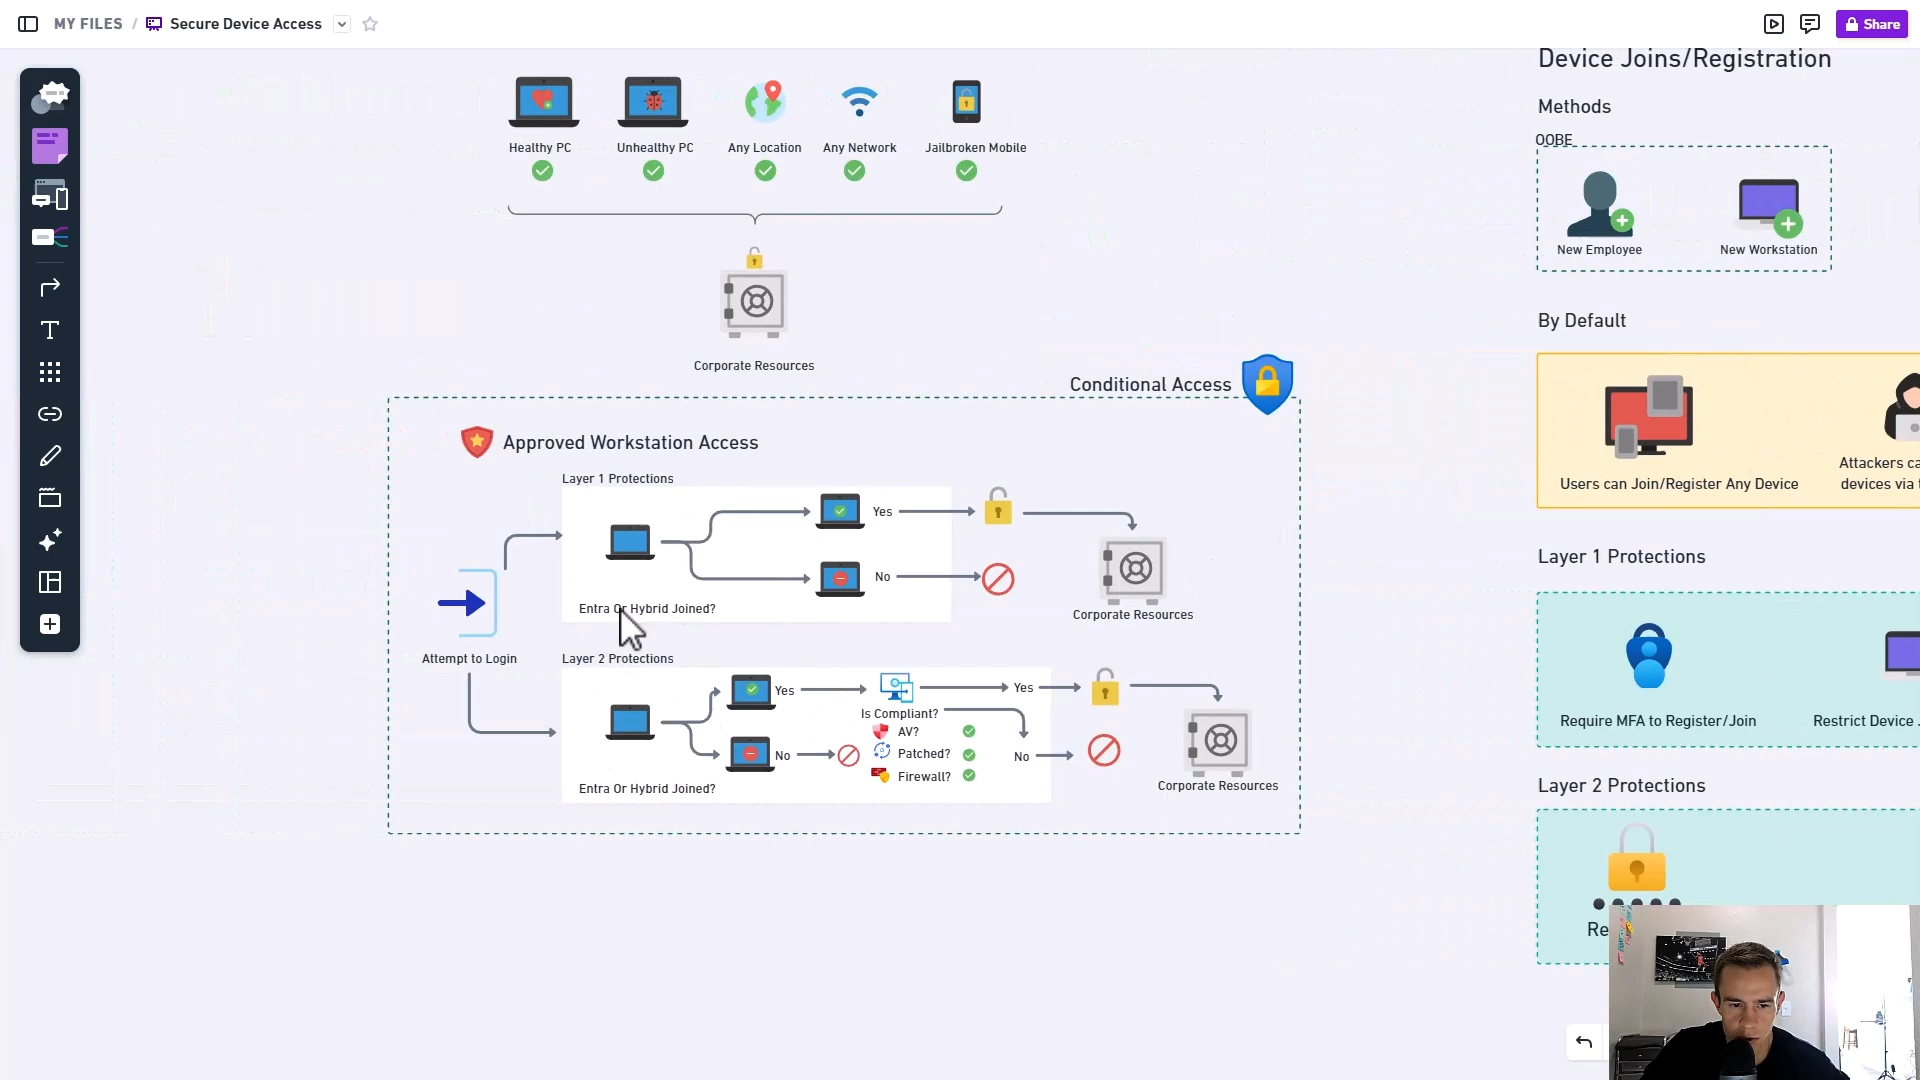 MY FILES / Secure Device Access
Share
Healthy PC
Unhealthy PC
Any Location
Any Network
Jailbroken Mobile
Corporate Resources
Conditional Access
Approved Workstation Access
Layer 1 Protections
Yes
No
Entra Or Hybrid Joined?
Corporate Resources
Attempt to Login
Layer 2 Protections
Yes
Is Compliant?
Yes
AV?
Patched?
Firewall?
No
No
Entra Or Hybrid Joined?
Corporate Resources
Device Joins/Registration
Methods
OOBE
New Employee
New Workstation
By Default
Users can Join/Register Any Device
Attackers ca
devices via
Layer 1 Protections
Require MFA to Register/Join
Restrict Device
Layer 2 Protections
Re